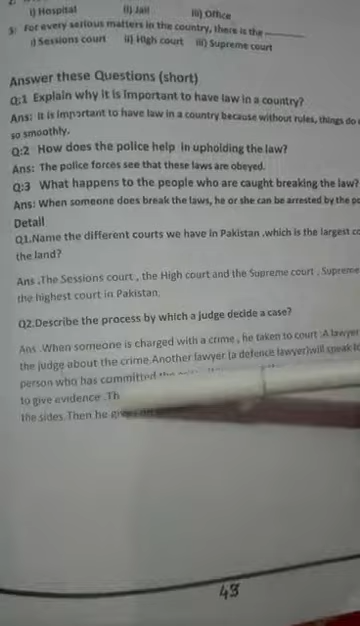 i) Hospital ii) Jail iii) Office
3: For every serious matters in the country, there is the
i) Sessions court ii) High court iii) Supreme court
Answer these Questions (short)
Q:1 Explain why it is important to have law in a country?
Ans: It is important to have law in a country because without rules, things do
so smoothly.
Q:2 How does the police help in upholding the law?
Ans: The police forces see that these laws are obeyed.
Q:3 What happens to the people who are caught breaking the law?
Ans: When someone does break the laws, he or she can be arrested by the
Detail
Q1.Name the different courts we have in Pakistan .which is the largest
the land?
Ans .The Sessions court , the High court and the Supreme court . Supreme
the highest court in Pakistan.
Q2.Describe the process by which a judge decide a case?
Ans .When someone is charged with a crime , he taken to court .A lawyer
the judge about the crime.Another lawyer (a defence lawyer)will speak
person who has committed the
to give evidence .Th
the sides.Then he
43